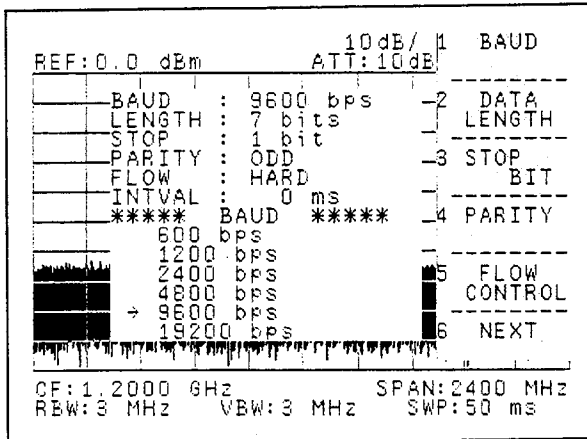 10dB/
REF:0.0 dBm ATT:10dB
BAUD : 9600 bps
LENGTH : 7 bits
STOP : 1 bit
PARITY : ODD
FLOW : HARD
INTVAL : 0 ms
***** BAUD *****
600 bps
1200 bps
2400 bps
4800 bps
→ 9600 bps
19200 bps
CF:1.2000 GHz SPAN:2400 MHz
RBW:3 MHz VBW:3 MHz SWP:50 ms
1 BAUD
2 DATA
LENGTH
3 STOP
BIT
4 PARITY
5 FLOW
CONTROL
6 NEXT